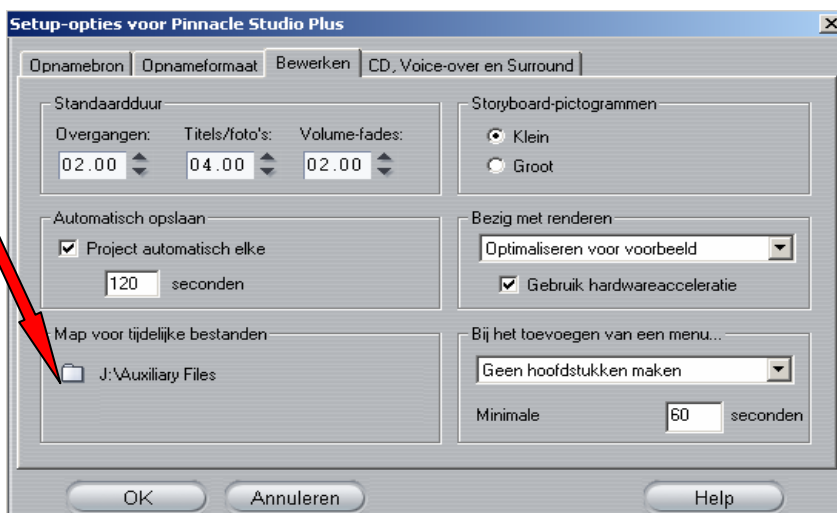 Setup-opties voor Pinnacle Studio Plus
Opnamebron Opnameformaat Bewerken CD, Voice-over en Surround
Standaardduur
Overgangen: Titels/foto's: Volume-fades:
02.00 04.00 02.00
Storyboard-pictogrammen
Klein
Groot
Automatisch opslaan
Project automatisch elke
120 seconden
Bezig met renderen
Optimaliseren voor voorbeeld
Gebruik hardwareacceleratie
Map voor tijdelijke bestanden
J:\Auxiliary Files
Bij het toevoegen van een menu...
Geen hoofdstukken maken
Minimale 60 seconden
OK Annuleren Help